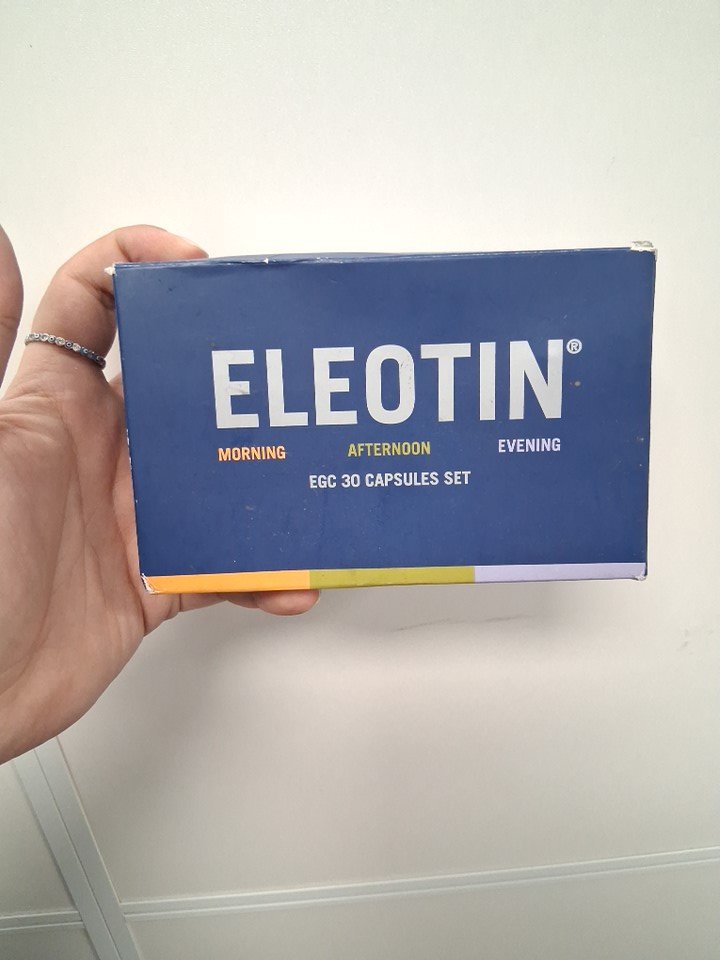 ELEOTIN®
MORNING AFTERNOON EVENING
EGC 30 CAPSULES SET